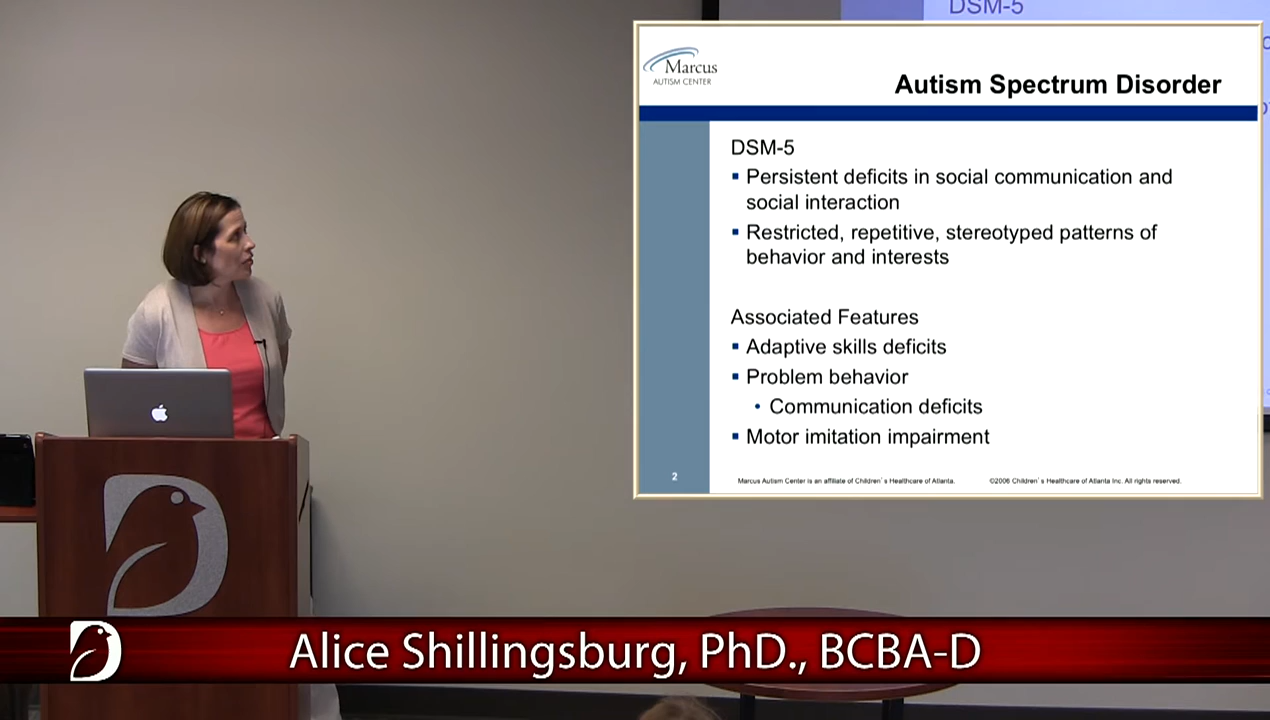 DSM-5
Marcus
AUTISM CENTER
Autism Spectrum Disorder
DSM-5
Persistent deficits in social communication and
social interaction
Restricted, repetitive, stereotyped patterns of
behavior and interests
Associated Features
Adaptive skills deficits
Problem behavior
Communication deficits
Motor imitation impairment
2
Marcus Autism Center is an affiliate of Children`s Healthcare of Atlanta.
©2006 Children`s Healthcare of Atlanta Inc. All rights reserved.
Alice Shillingsburg, PhD., BCBA-D